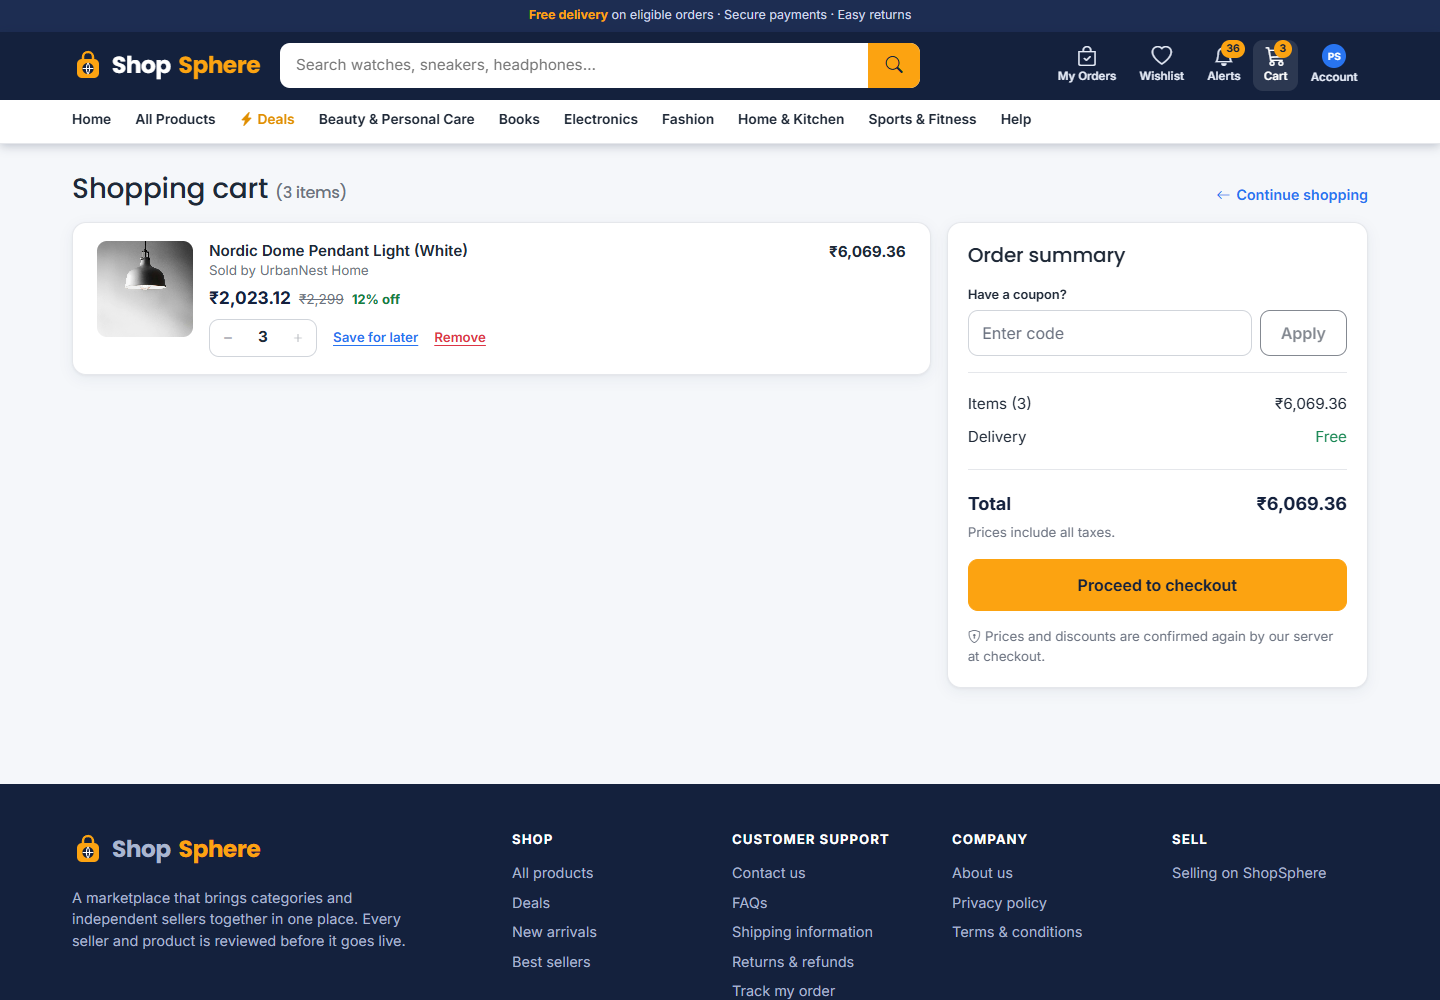 Free delivery on eligible orders · Secure payments · Easy returns
Shop Sphere
Search watches, sneakers, headphones...
My Orders
Wishlist
36
Alerts
3
Cart
PS
Account
Home
All Products
Deals
Beauty & Personal Care
Books
Electronics
Fashion
Home & Kitchen
Sports & Fitness
Help
Shopping cart (3 items)
← Continue shopping
Nordic Dome Pendant Light (White)
₹6,069.36
Sold by UrbanNest Home
₹2,023.12 ₹2,299 12% off
− 3 +
Save for later
Remove
Order summary
Have a coupon?
Enter code
Apply
Items (3) ₹6,069.36
Delivery Free
Total ₹6,069.36
Prices include all taxes.
Proceed to checkout
Prices and discounts are confirmed again by our server
at checkout.
Shop Sphere
A marketplace that brings categories and
independent sellers together in one place. Every
seller and product is reviewed before it goes live.
SHOP
All products
Deals
New arrivals
Best sellers
CUSTOMER SUPPORT
Contact us
FAQs
Shipping information
Returns & refunds
Track my order
COMPANY
About us
Privacy policy
Terms & conditions
SELL
Selling on ShopSphere